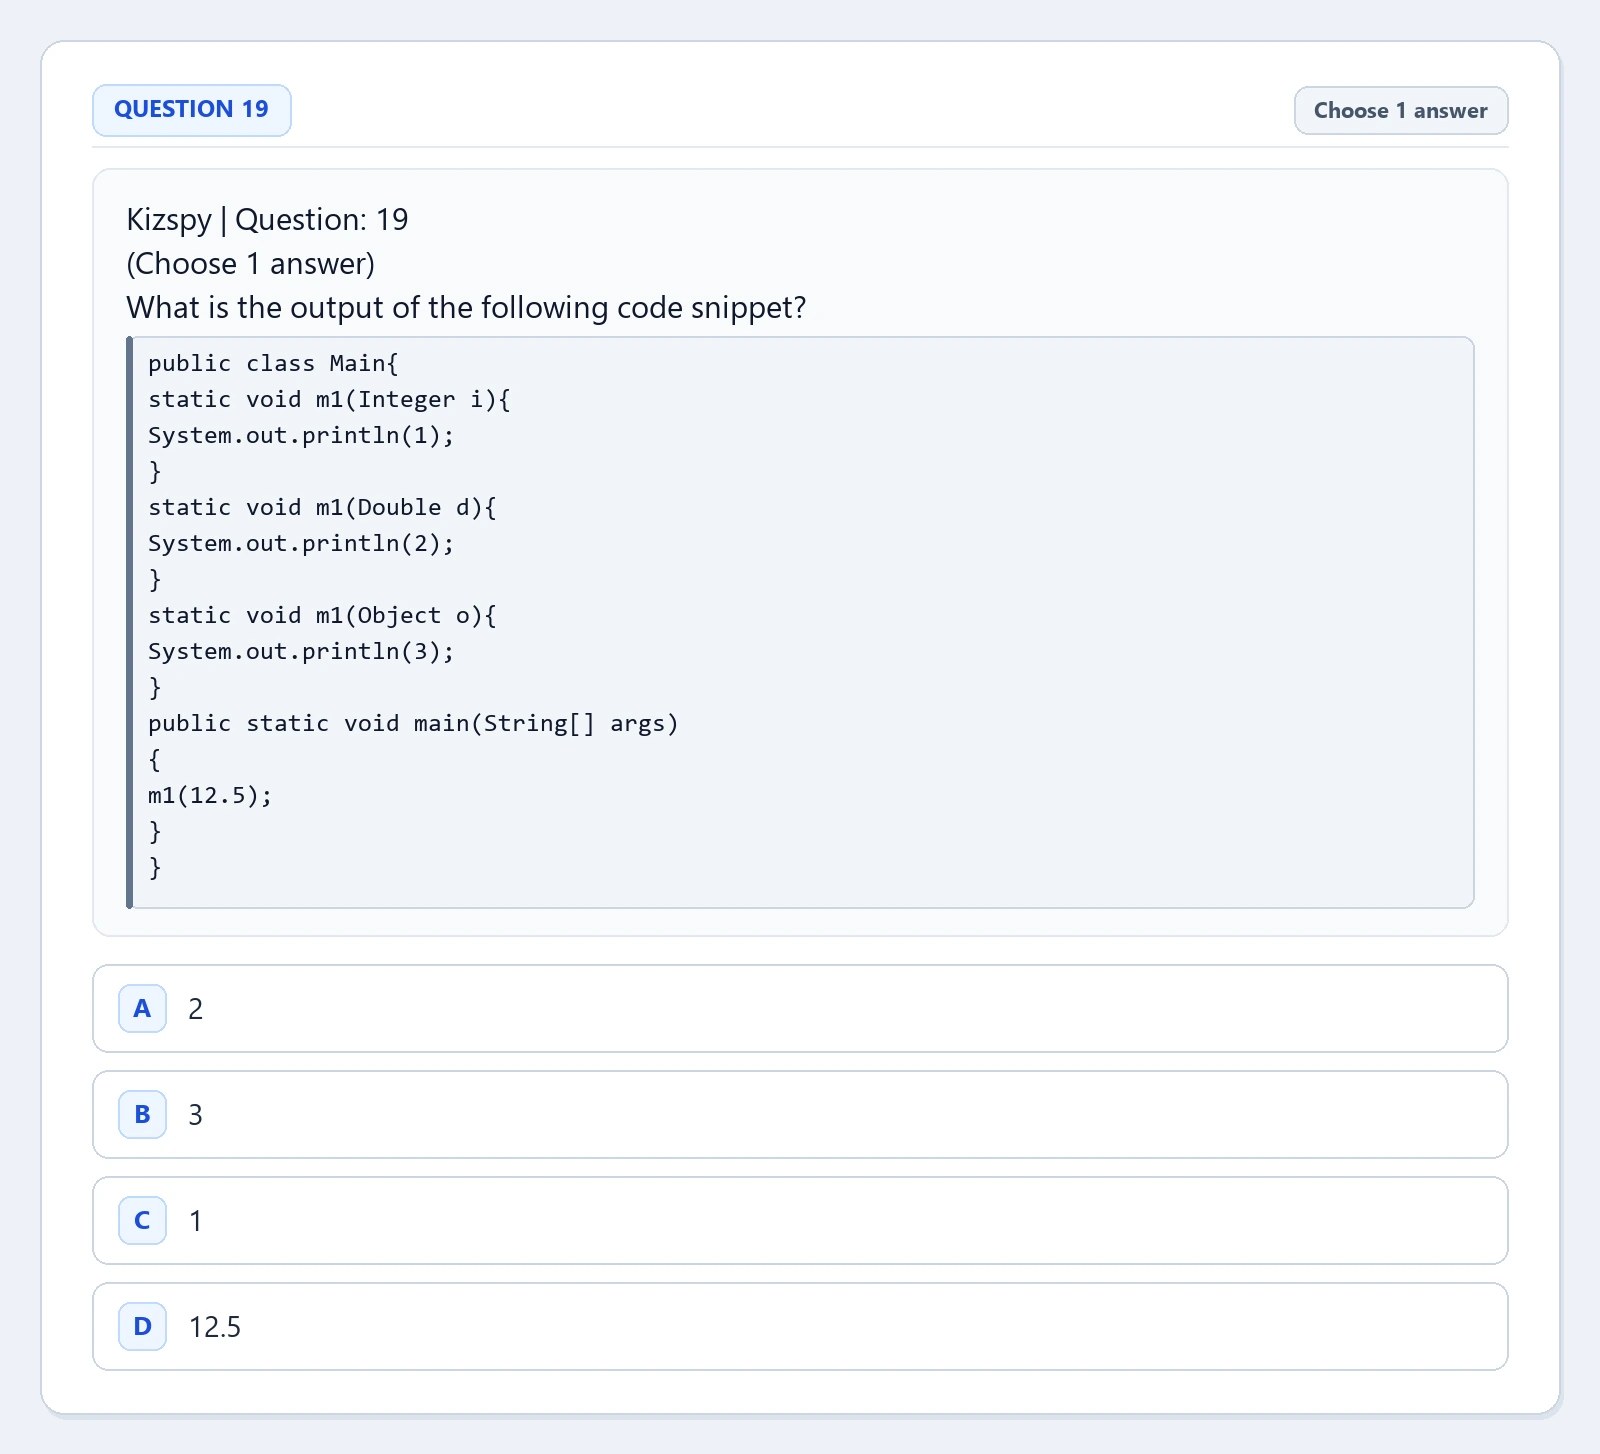 QUESTION 19
Choose 1 answer
Kizspy | Question: 19
(Choose 1 answer)
What is the output of the following code snippet?
public class Main{
static void m1(Integer i){
System.out.println(1);
}
static void m1(Double d){
System.out.println(2);
}
static void m1(Object o){
System.out.println(3);
}
public static void main(String[] args)
{
m1(12.5);
}
}
A 2
B 3
C 1
D 12.5